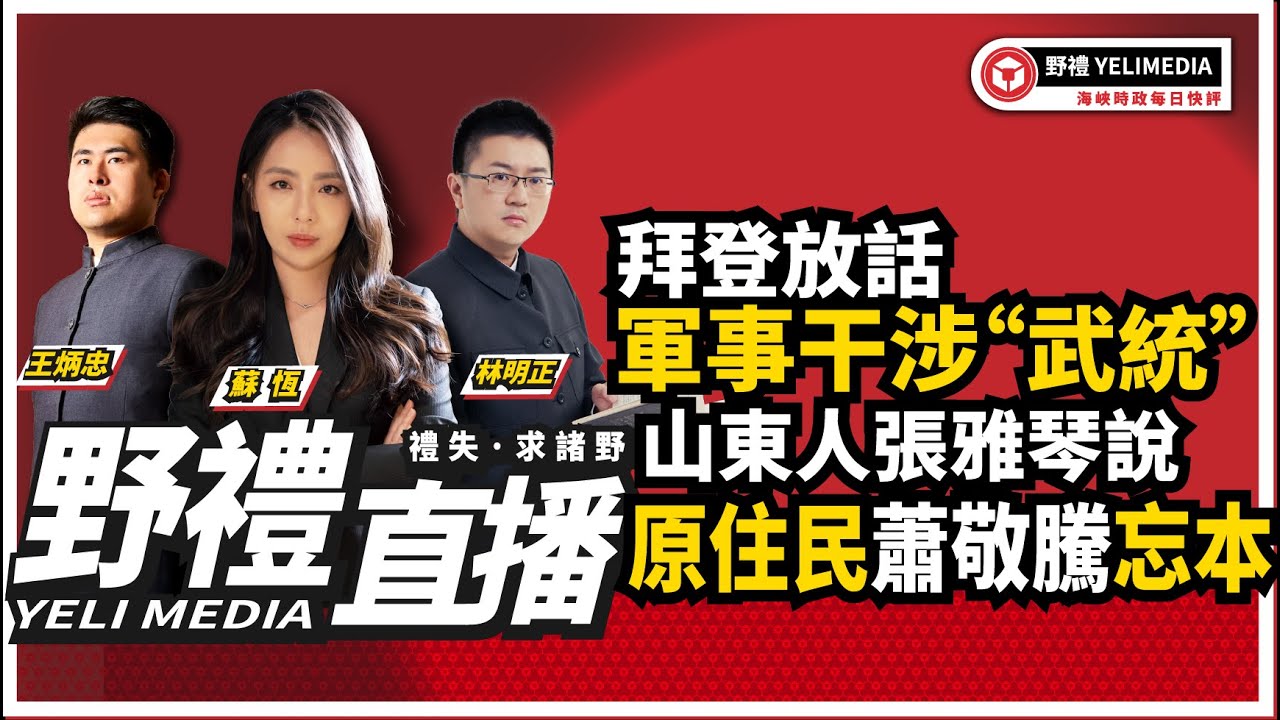 野禮 YELIMEDIA
海峽時政每日快評
王炳忠
蘇恆
林明正
禮失·求諸野
野禮直播
YELI MEDIA
拜登放話
軍事干涉“武統”
山東人張雅琴說
原住民蕭敬騰忘本